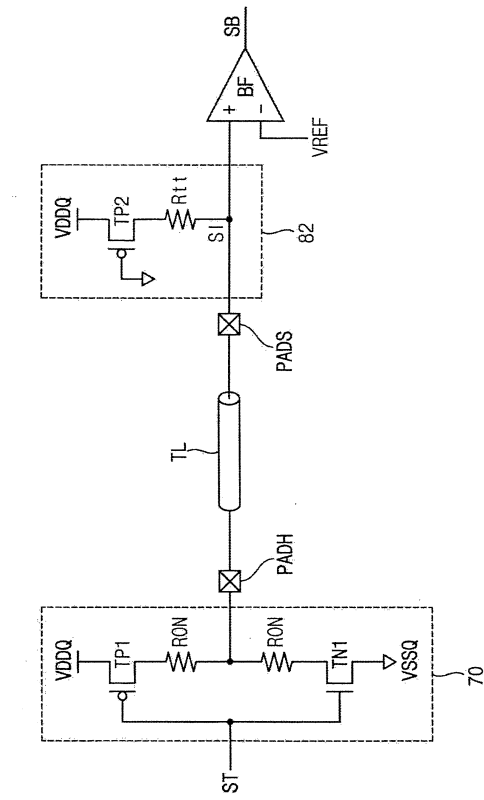 ST
VDDQ
TP1
RON
RON
TN1
VSSQ
70
PADH
TL
PADS
VDDQ
TP2
Rtt
SI
82
+
−
BF
VREF
SB